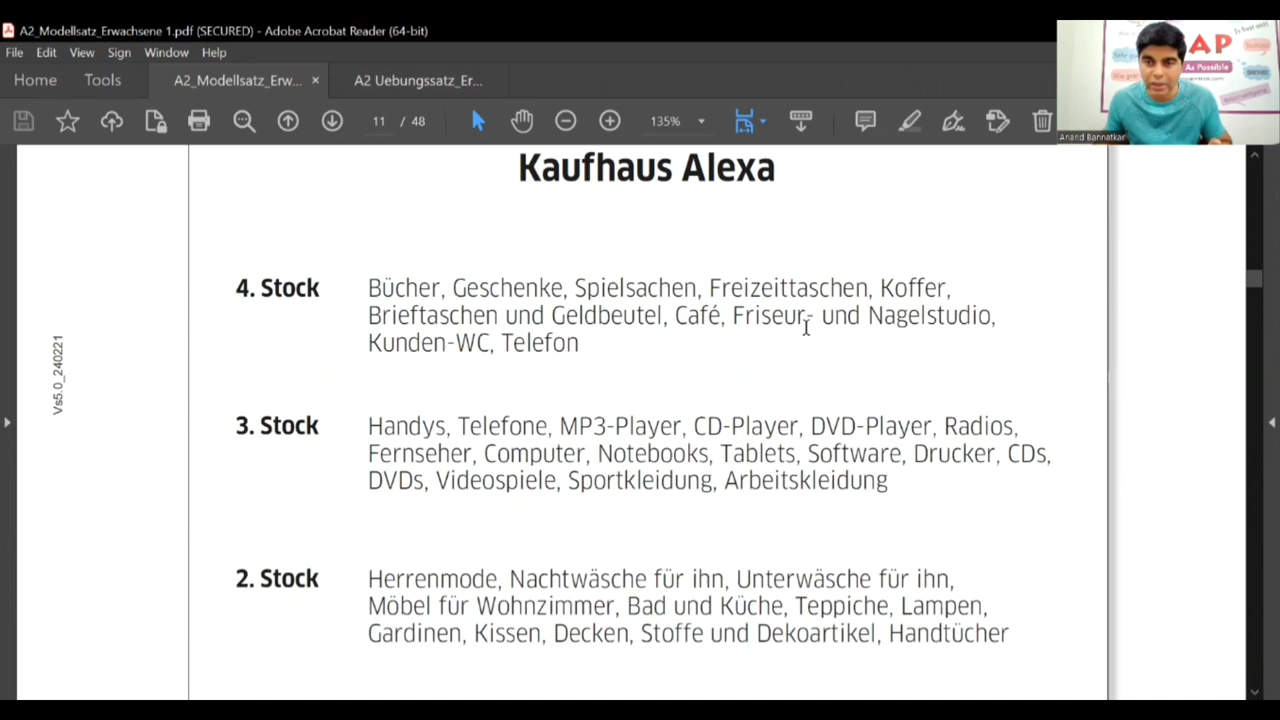 A2_Modellsatz_Erwachsene 1.pdf (SECURED) - Adobe Acrobat Reader (64-bit)
File Edit View Sign Window Help
Home Tools A2_Modellsatz_Erw... × A2 Uebungssatz_Er...
11 / 48 135%
AP
As Possible
Anand Bannatkar
Kaufhaus Alexa
4. Stock Bücher, Geschenke, Spielsachen, Freizeittaschen, Koffer,
Brieftaschen und Geldbeutel, Café, Friseur- und Nagelstudio,
Kunden-WC, Telefon
Vs5.0_240221
3. Stock Handys, Telefone, MP3-Player, CD-Player, DVD-Player, Radios,
Fernseher, Computer, Notebooks, Tablets, Software, Drucker, CDs,
DVDs, Videospiele, Sportkleidung, Arbeitskleidung
2. Stock Herrenmode, Nachtwäsche für ihn, Unterwäsche für ihn,
Möbel für Wohnzimmer, Bad und Küche, Teppiche, Lampen,
Gardinen, Kissen, Decken, Stoffe und Dekoartikel, Handtücher